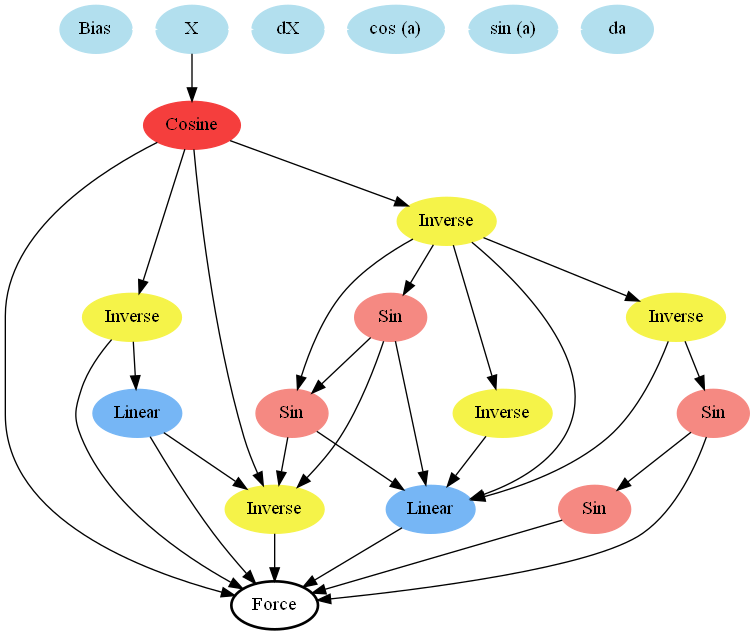 Bias
X
dX
cos (a)
sin (a)
da
Cosine
Inverse
Inverse
Sin
Inverse
Linear
Sin
Inverse
Sin
Inverse
Linear
Sin
Force